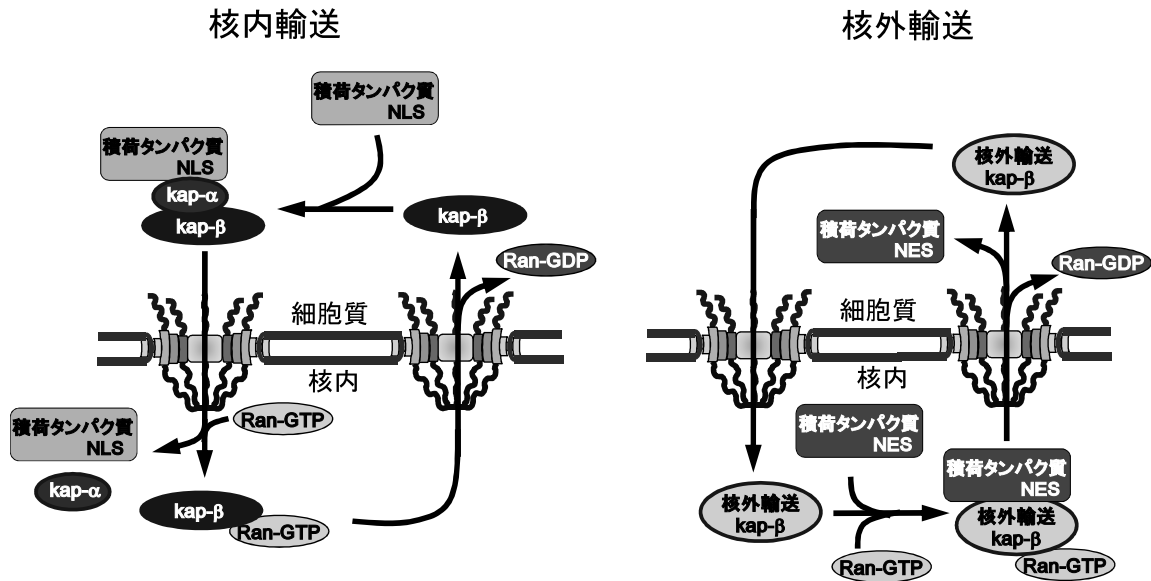 核内輸送
積荷タンパク質
NLS
積荷タンパク質
NLS
kap-α
kap-β
kap-β
Ran-GDP
細胞質
核内
Ran-GTP
積荷タンパク質
NLS
kap-α
kap-β
Ran-GTP
核外輸送
核外輸送
kap-β
積荷タンパク質
NES
Ran-GDP
細胞質
核内
積荷タンパク質
NES
積荷タンパク質
NES
核外輸送
kap-β
核外輸送
kap-β
Ran-GTP
Ran-GTP